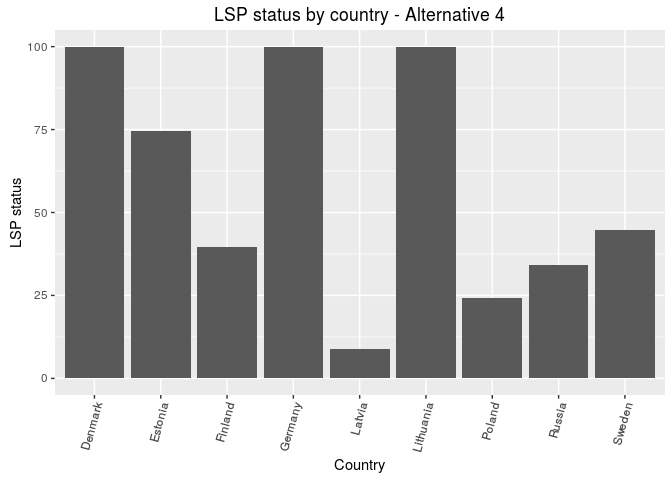 LSP status by country - Alternative 4
LSP status
100
75
50
25
0
Denmark
Estonia
Finland
Germany
Latvia
Lithuania
Poland
Russia
Sweden
Country